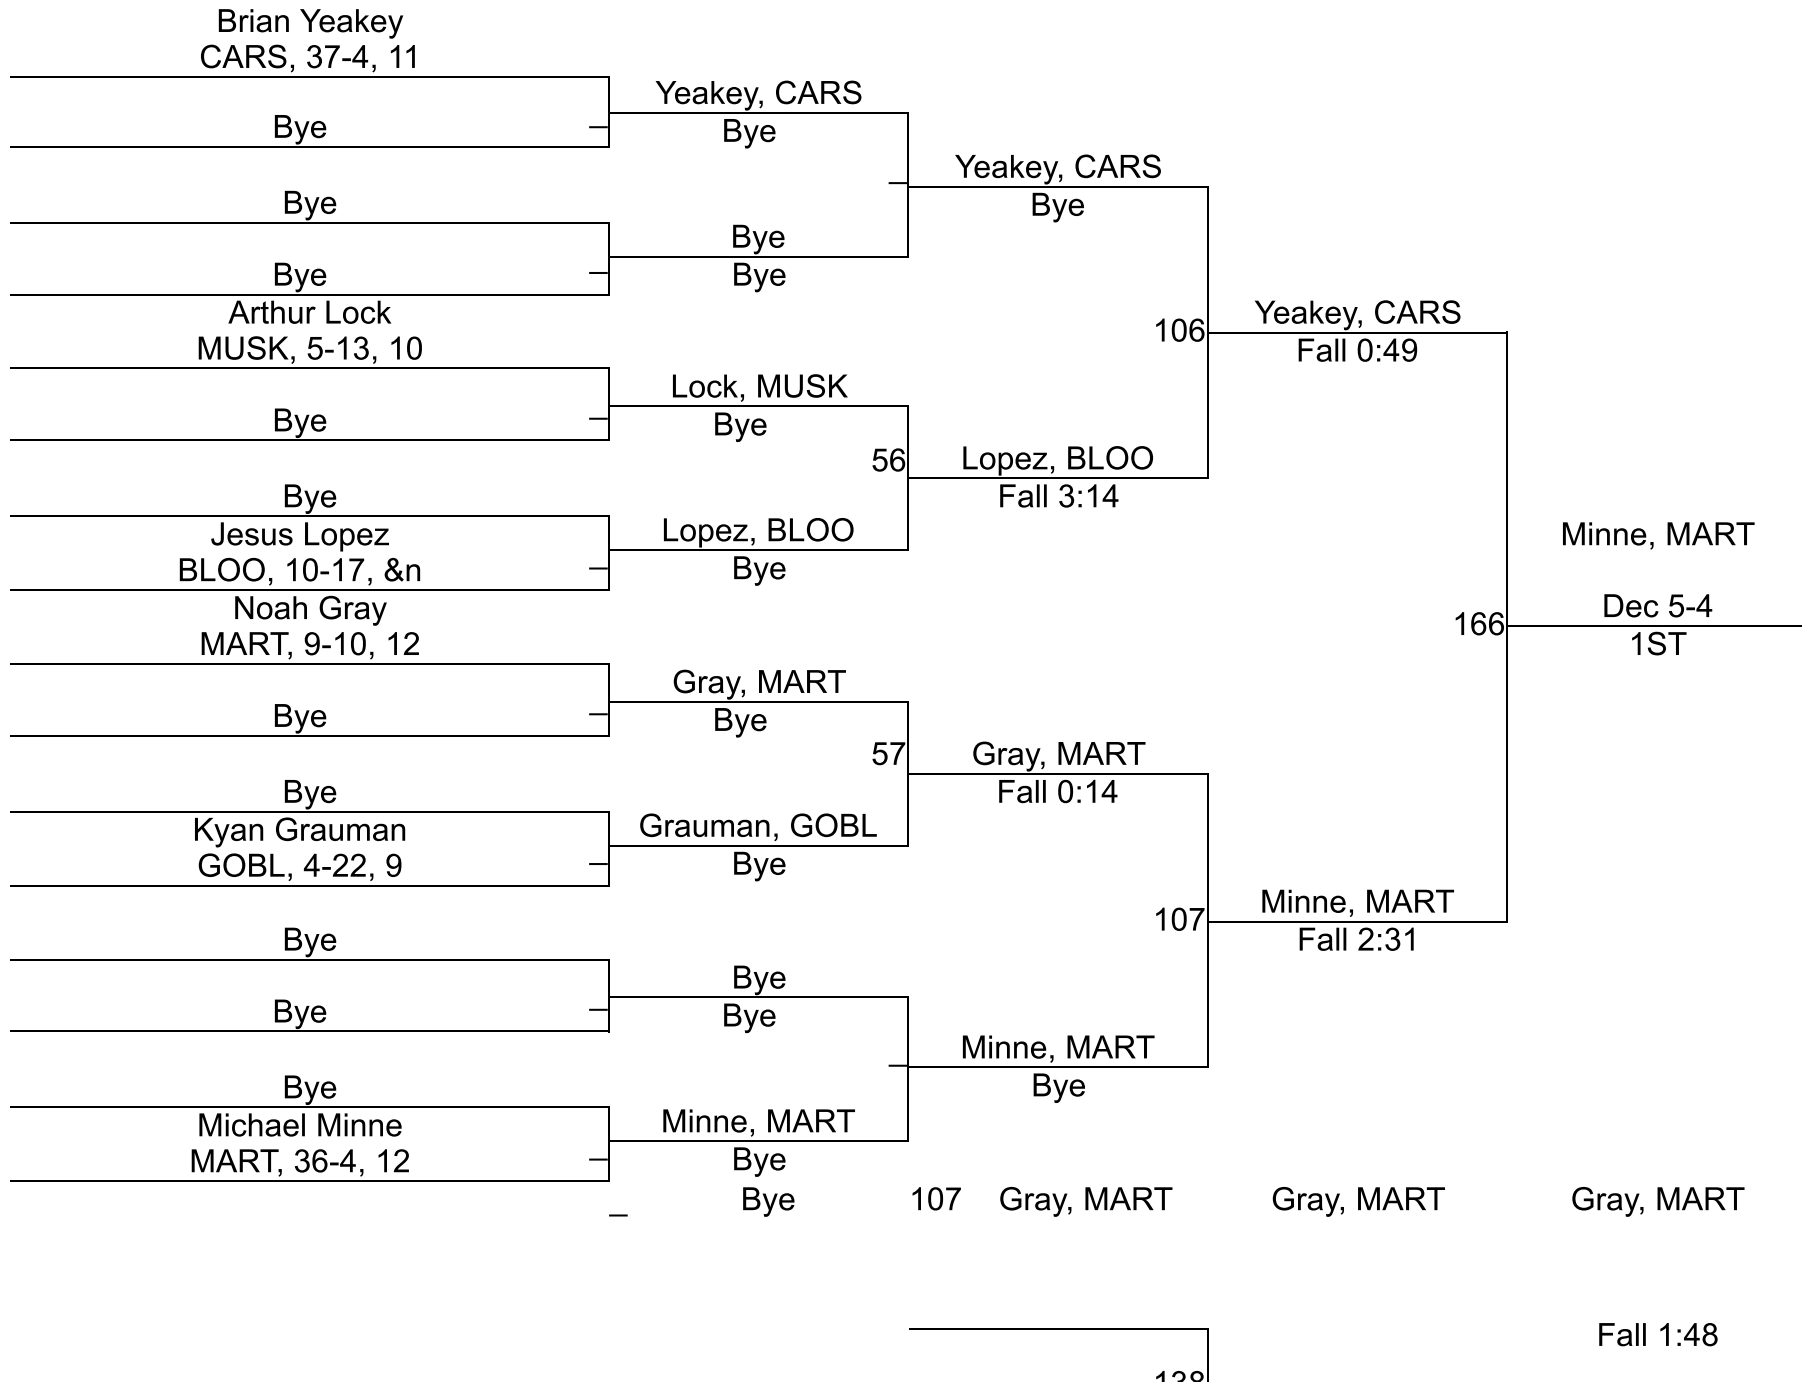 Brian Yeakey
CARS, 37-4, 11
Yeakey, CARS
Bye
Bye
Yeakey, CARS
Bye
Bye
Bye
Bye
Bye
Arthur Lock
Yeakey, CARS
106
MUSK, 5-13, 10
Fall 0:49
Lock, MUSK
Bye
Bye
56
Lopez, BLOO
Bye
Fall 3:14
Jesus Lopez
Lopez, BLOO
Minne, MART
BLOO, 10-17, &n
Bye
Noah Gray
Dec 5-4
166
MART, 9-10, 12
1ST
Gray, MART
Bye
Bye
57
Gray, MART
Bye
Fall 0:14
Kyan Grauman
Grauman, GOBL
GOBL, 4-22, 9
Bye
Minne, MART
107
Bye
Fall 2:31
Bye
Bye
Bye
Minne, MART
Bye
Bye
Michael Minne
Minne, MART
MART, 36-4, 12
Bye
Bye
107
Gray, MART
Gray, MART
Gray, MART
Fall 1:48
138